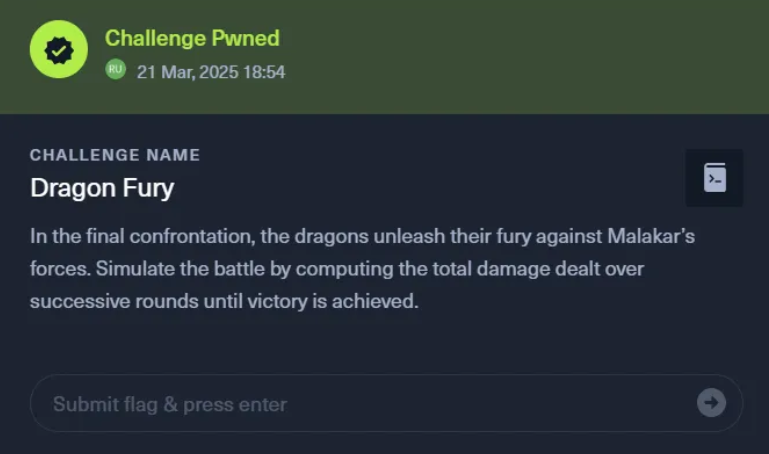 Challenge Pwned
RU 21 Mar, 2025 18:54
CHALLENGE NAME
Dragon Fury
In the final confrontation, the dragons unleash their fury against Malakar's
forces. Simulate the battle by computing the total damage dealt over
successive rounds until victory is achieved.
Submit flag & press enter